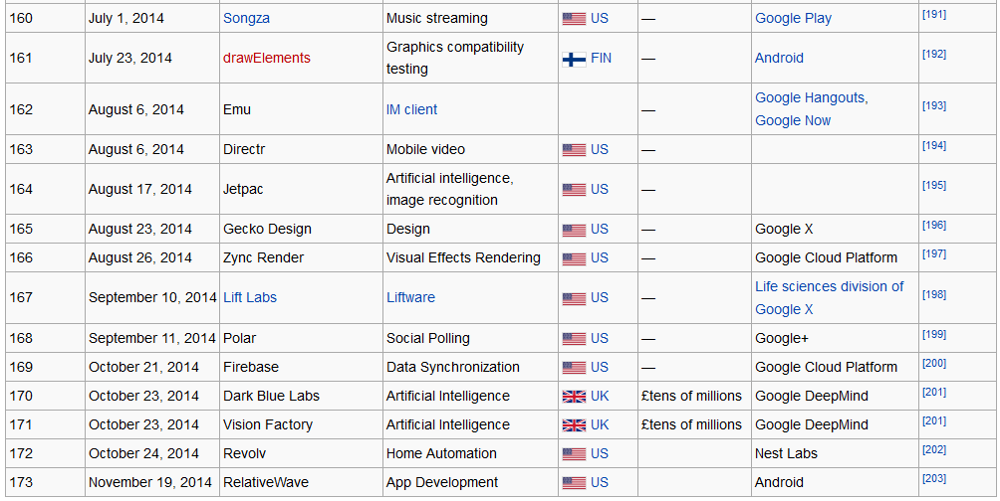 160 July 1, 2014 Songza Music streaming US — Google Play [191]
161 July 23, 2014 drawElements Graphics compatibility testing FIN — Android [192]
162 August 6, 2014 Emu IM client — Google Hangouts, Google Now [193]
163 August 6, 2014 Directr Mobile video US — [194]
164 August 17, 2014 Jetpac Artificial intelligence, image recognition US — [195]
165 August 23, 2014 Gecko Design Design US — Google X [196]
166 August 26, 2014 Zync Render Visual Effects Rendering US — Google Cloud Platform [197]
167 September 10, 2014 Lift Labs Liftware US — Life sciences division of Google X [198]
168 September 11, 2014 Polar Social Polling US — Google+ [199]
169 October 21, 2014 Firebase Data Synchronization US — Google Cloud Platform [200]
170 October 23, 2014 Dark Blue Labs Artificial Intelligence UK £tens of millions Google DeepMind [201]
171 October 23, 2014 Vision Factory Artificial Intelligence UK £tens of millions Google DeepMind [201]
172 October 24, 2014 Revolv Home Automation US Nest Labs [202]
173 November 19, 2014 RelativeWave App Development US Android [203]